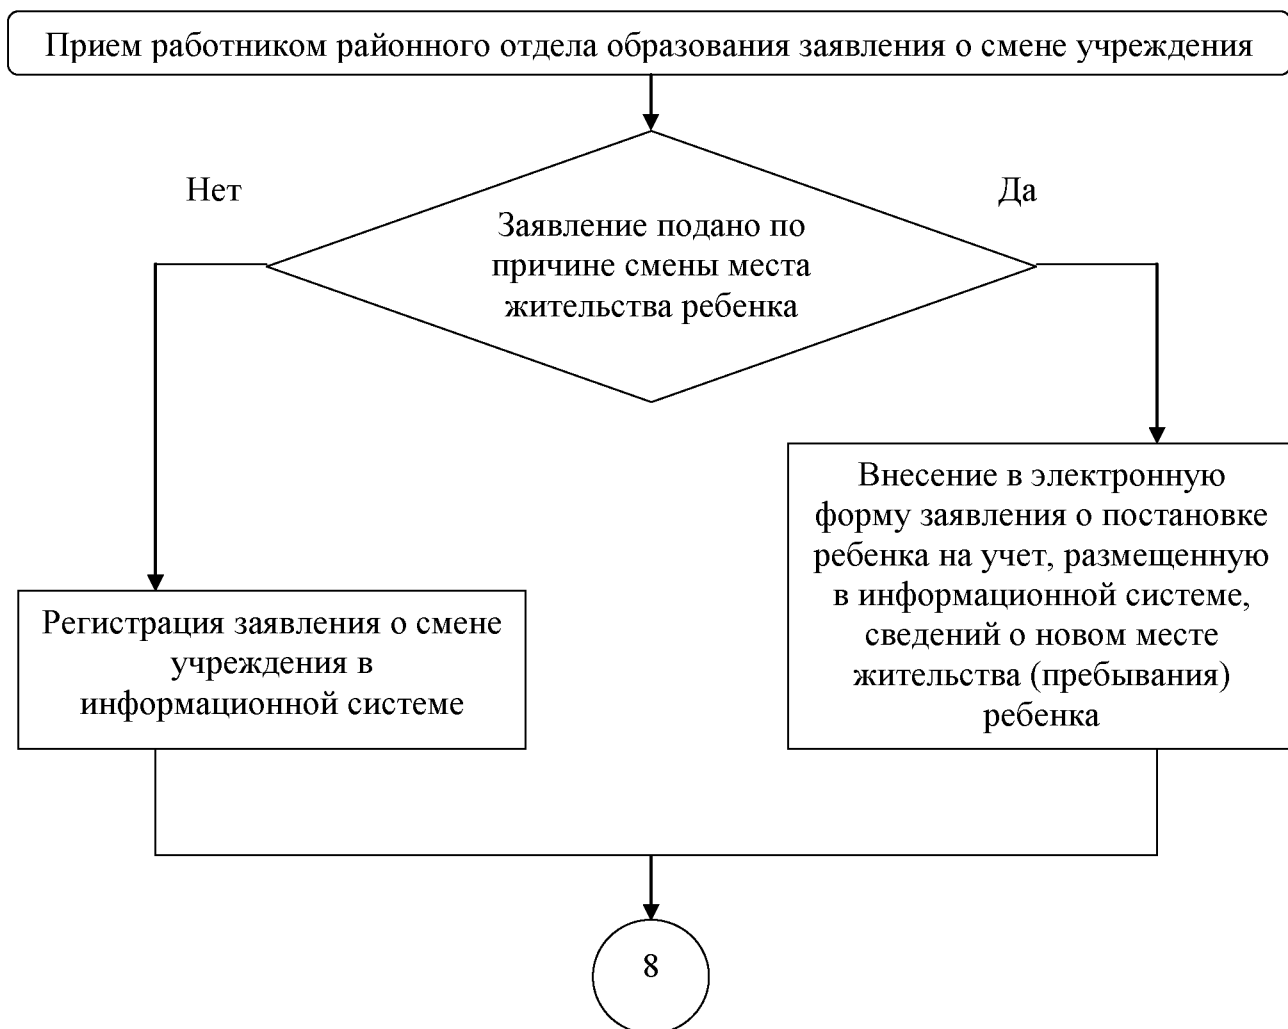 Прием работником районного отдела образования заявления о смене учреждения
Нет
Да
Заявление подано по
причине смены места
жительства ребенка
Внесение в электронную
форму заявления о постановке
ребенка на учет, размещенную
в информационной системе,
сведений о новом месте
жительства (пребывания)
ребенка
Регистрация заявления о смене
учреждения в
информационной системе
8